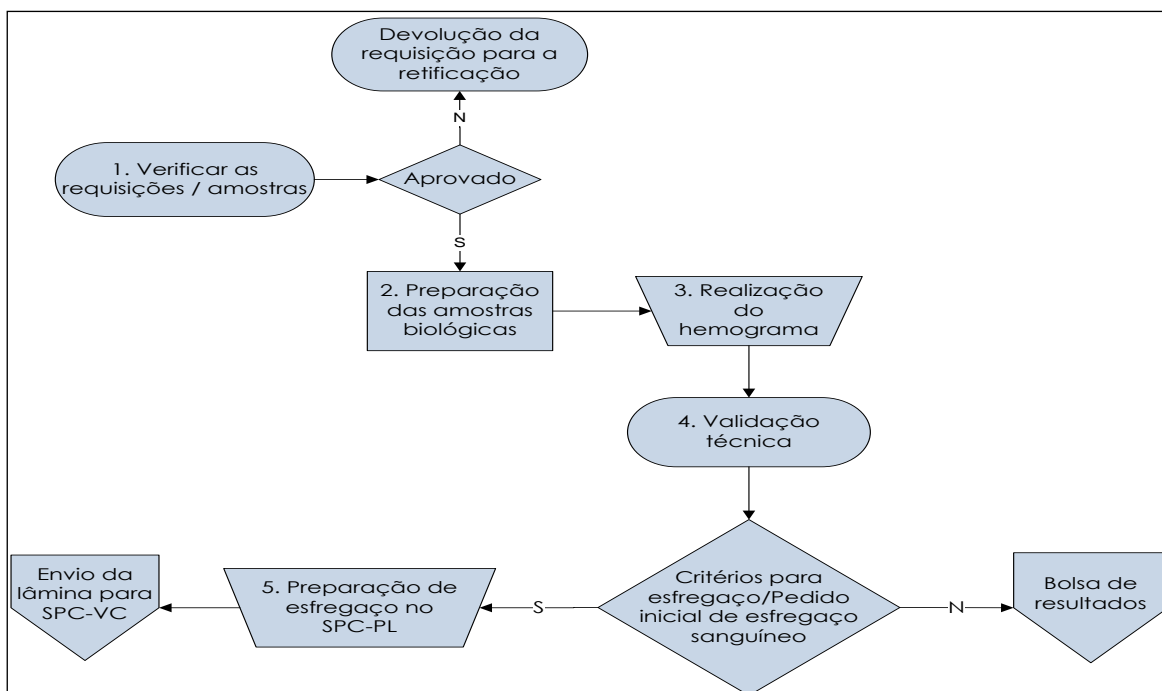 Devolução da
requisição para a
retificação
N
1. Verificar as
requisições / amostras
Aprovado
S
2. Preparação
das amostras
biológicas
3. Realização
do
hemograma
4. Validação
técnica
Envio da
lâmina para
SPC-VC
5. Preparação de
esfregaço no
SPC-PL
S
Critérios para
esfregaço/Pedido
inicial de esfregaço
sanguíneo
N
Bolsa de
resultados